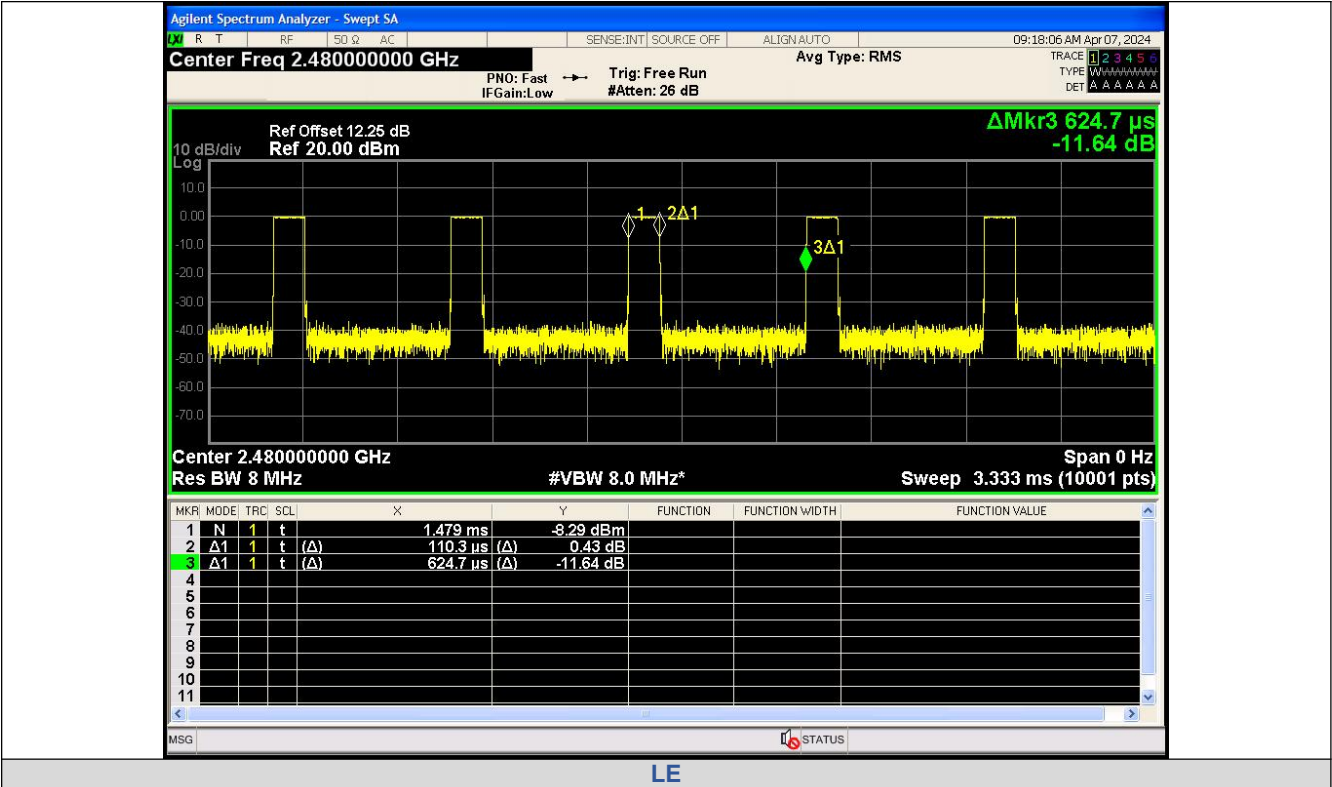 Agilent Spectrum Analyzer - Swept SA
LXI R T RF 50 Ω AC SENSE:INT SOURCE OFF ALIGN AUTO 09:18:06 AM Apr 07, 2024
Center Freq 2.480000000 GHz Avg Type: RMS TRACE 1 2 3 4 5 6
PNO: Fast Trig: Free Run TYPE W
IFGain:Low #Atten: 26 dB DET A A A A A A
ΔMkr3 624.7 µs
Ref Offset 12.25 dB
10 dB/div Ref 20.00 dBm -11.64 dB
Log
10.0
0.00
1 2Δ1
-10.0
3Δ1
-20.0
-30.0
-40.0
-50.0
-60.0
-70.0
Center 2.480000000 GHz Span 0 Hz
Res BW 8 MHz #VBW 8.0 MHz* Sweep 3.333 ms (10001 pts)
MKR MODE TRC SCL X Y FUNCTION FUNCTION WIDTH FUNCTION VALUE
1 N 1 t 1.479 ms -8.29 dBm
2 Δ1 1 t (Δ) 110.3 µs (Δ) 0.43 dB
3 Δ1 1 t (Δ) 624.7 µs (Δ) -11.64 dB
4
5
6
7
8
9
10
11
MSG STATUS
LE